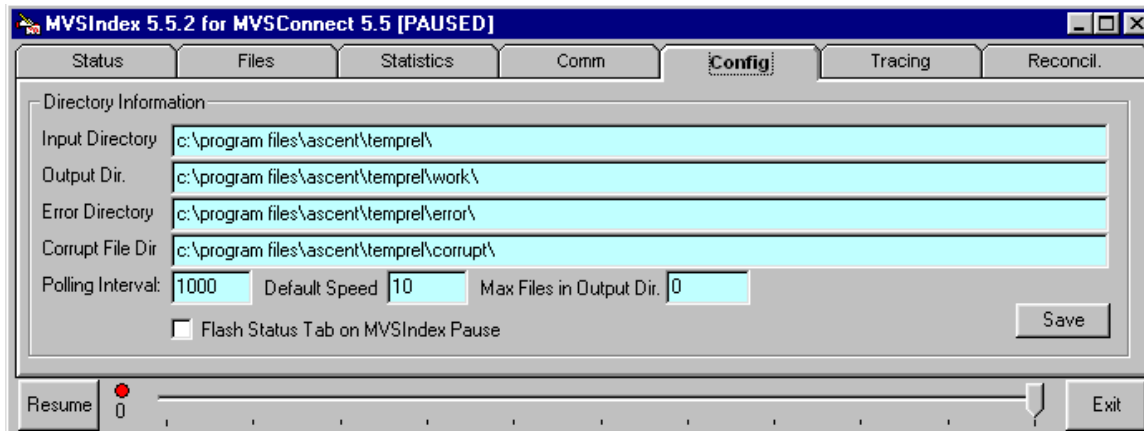 MVSIndex 5.5.2 for MVSConnect 5.5 [PAUSED]
Status Files Statistics Comm Config Tracing Reconcil.
Directory Information
Input Directory c:\program files\ascent\temprel\
Output Dir. c:\program files\ascent\temprel\work\
Error Directory c:\program files\ascent\temprel\error\
Corrupt File Dir c:\program files\ascent\temprel\corrupt\
Polling Interval: 1000 Default Speed 10 Max Files in Output Dir. 0
Flash Status Tab on MVSIndex Pause Save
Resume 0 Exit